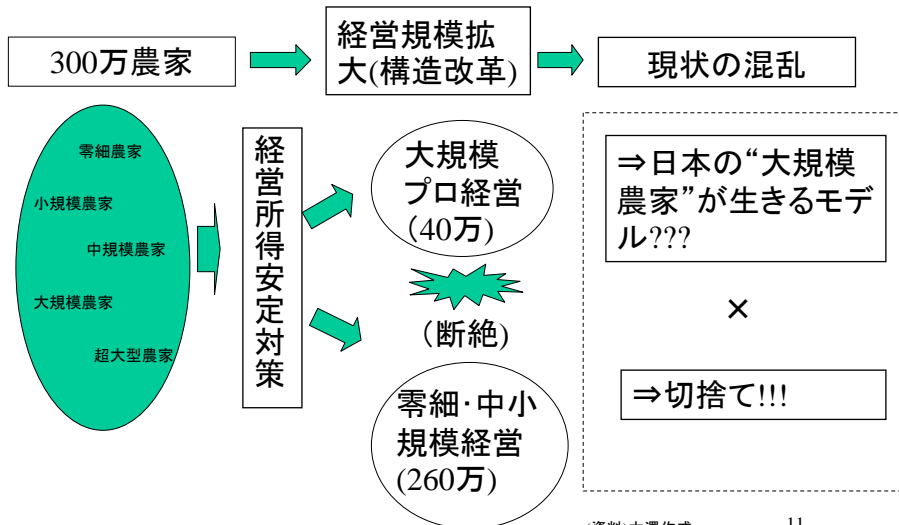 300万農家
経営規模拡
大(構造改革)
現状の混乱
零細農家
小規模農家
中規模農家
大規模農家
超大型農家
経営所得安定対策
大規模
プロ経営
(40万)
(断絶)
零細・中小
規模経営
(260万)
⇒日本の“大規模
農家”が生きるモデ
ル???
×
⇒切捨て!!!
11